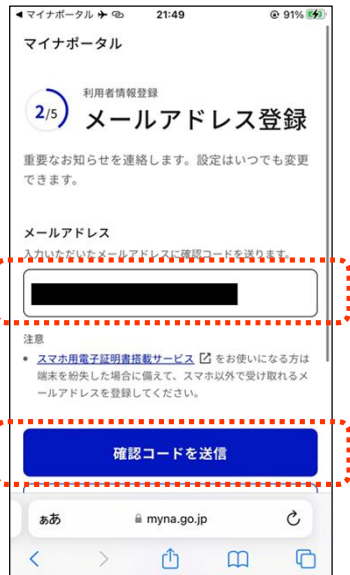 マイナポータル 21:49 91%
マイナポータル
利用者情報登録
2/5
メールアドレス登録
重要なお知らせを連絡します。設定はいつでも変更
できます。
メールアドレス
入力いただいたメールアドレスに確認コードを送ります。
注意
スマホ用電子証明書搭載サービス をお使いになる方は
端末を紛失した場合に備えて、スマホ以外で受け取れるメ
ールアドレスを登録してください。
確認コードを送信
ぁあ myna.go.jp